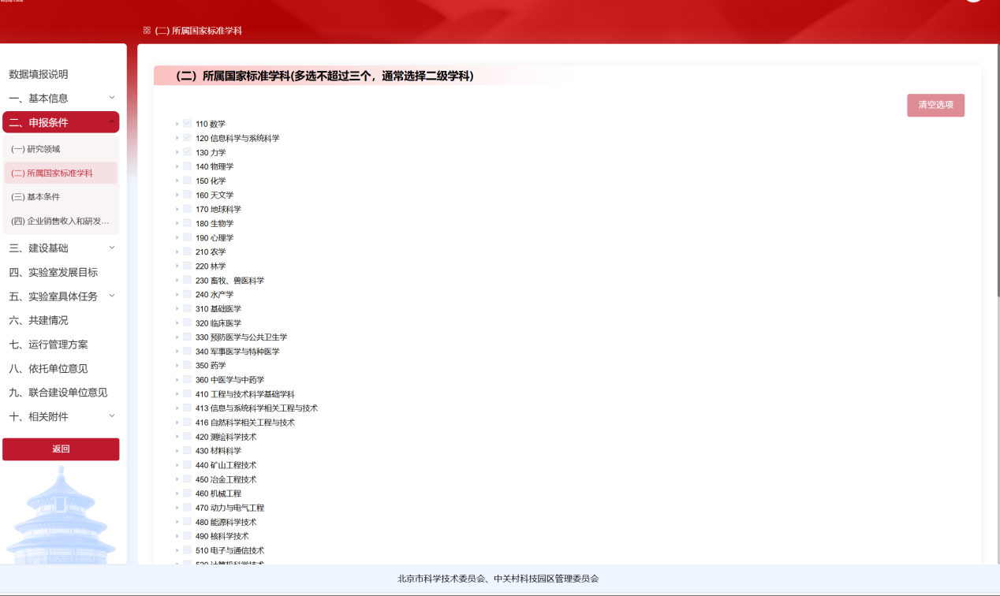 (二) 所属国家标准学科
数据填报说明
一、基本信息
二、申报条件
(一) 研究领域
(二) 所属国家标准学科
(三) 基本条件
(四) 企业销售收入和研发...
三、建设基础
四、实验室发展目标
五、实验室具体任务
六、共建情况
七、运行管理方案
八、依托单位意见
九、联合建设单位意见
十、相关附件
返回
（二）所属国家标准学科(多选不超过三个，通常选择二级学科)
清空选项
110 数学
120 信息科学与系统科学
130 力学
140 物理学
150 化学
160 天文学
170 地球科学
180 生物学
190 心理学
210 农学
220 林学
230 畜牧、兽医科学
240 水产学
310 基础医学
320 临床医学
330 预防医学与公共卫生学
340 军事医学与特种医学
350 药学
360 中医学与中药学
410 工程与技术科学基础学科
413 信息与系统科学相关工程与技术
416 自然科学相关工程与技术
420 测绘科学技术
430 材料科学
440 矿山工程技术
450 冶金工程技术
460 机械工程
470 动力与电气工程
480 能源科学技术
490 核科学技术
510 电子与通信技术
520 计算机科学技术
北京市科学技术委员会、中关村科技园区管理委员会